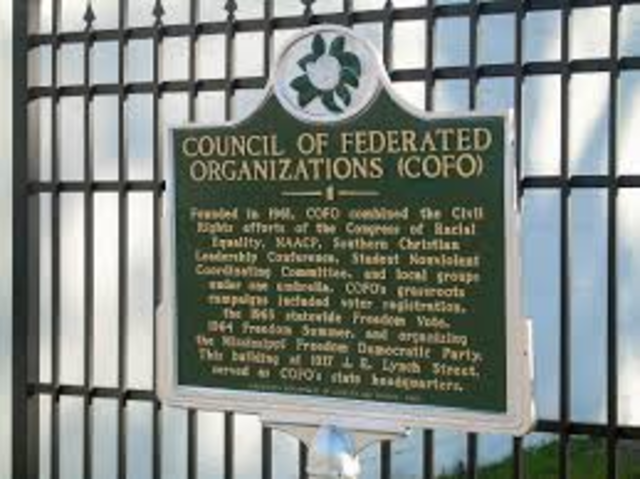 COUNCIL OF FEDERATED
ORGANIZATIONS (COFO)
Founded in 1961, COFO combined the Civil
Rights efforts of the Congress of Racial
Equality, NAACP, Southern Christian
Leadership Conference, Student Nonviolent
Coordinating Committee, and local groups
under one umbrella. COFO's grassroots
campaigns included voter registration,
the 1963 statewide Freedom Vote,
1964 Freedom Summer, and organizing
the Mississippi Freedom Democratic Party.
This building at 1017 J. R. Lynch Street,
served as COFO's state headquarters.